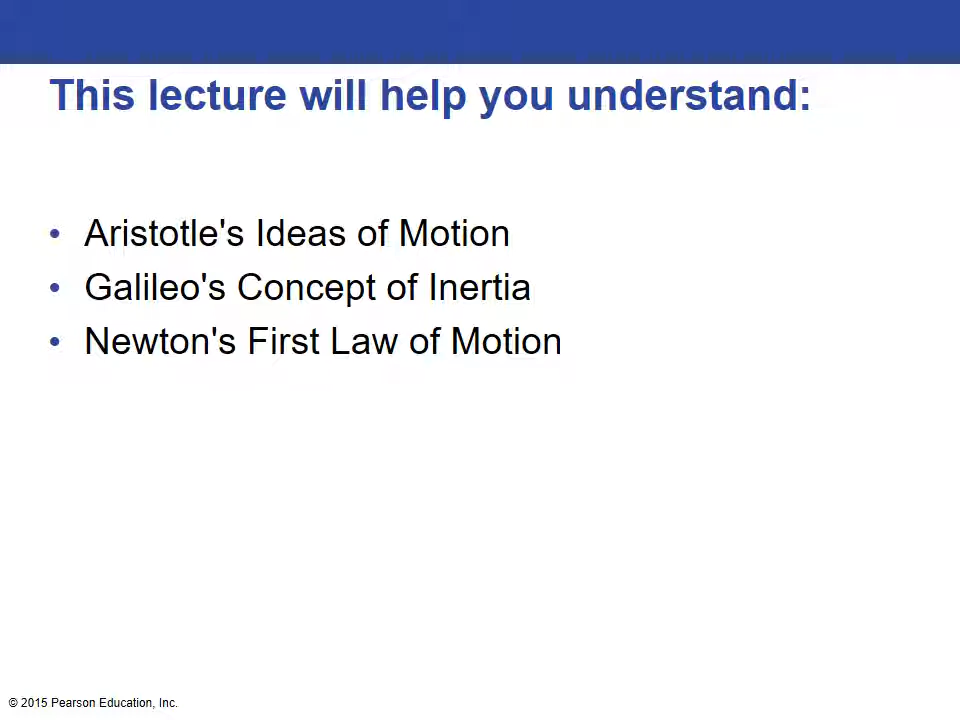 This lecture will help you understand:
• Aristotle's Ideas of Motion
• Galileo's Concept of Inertia
• Newton's First Law of Motion
© 2015 Pearson Education, Inc.